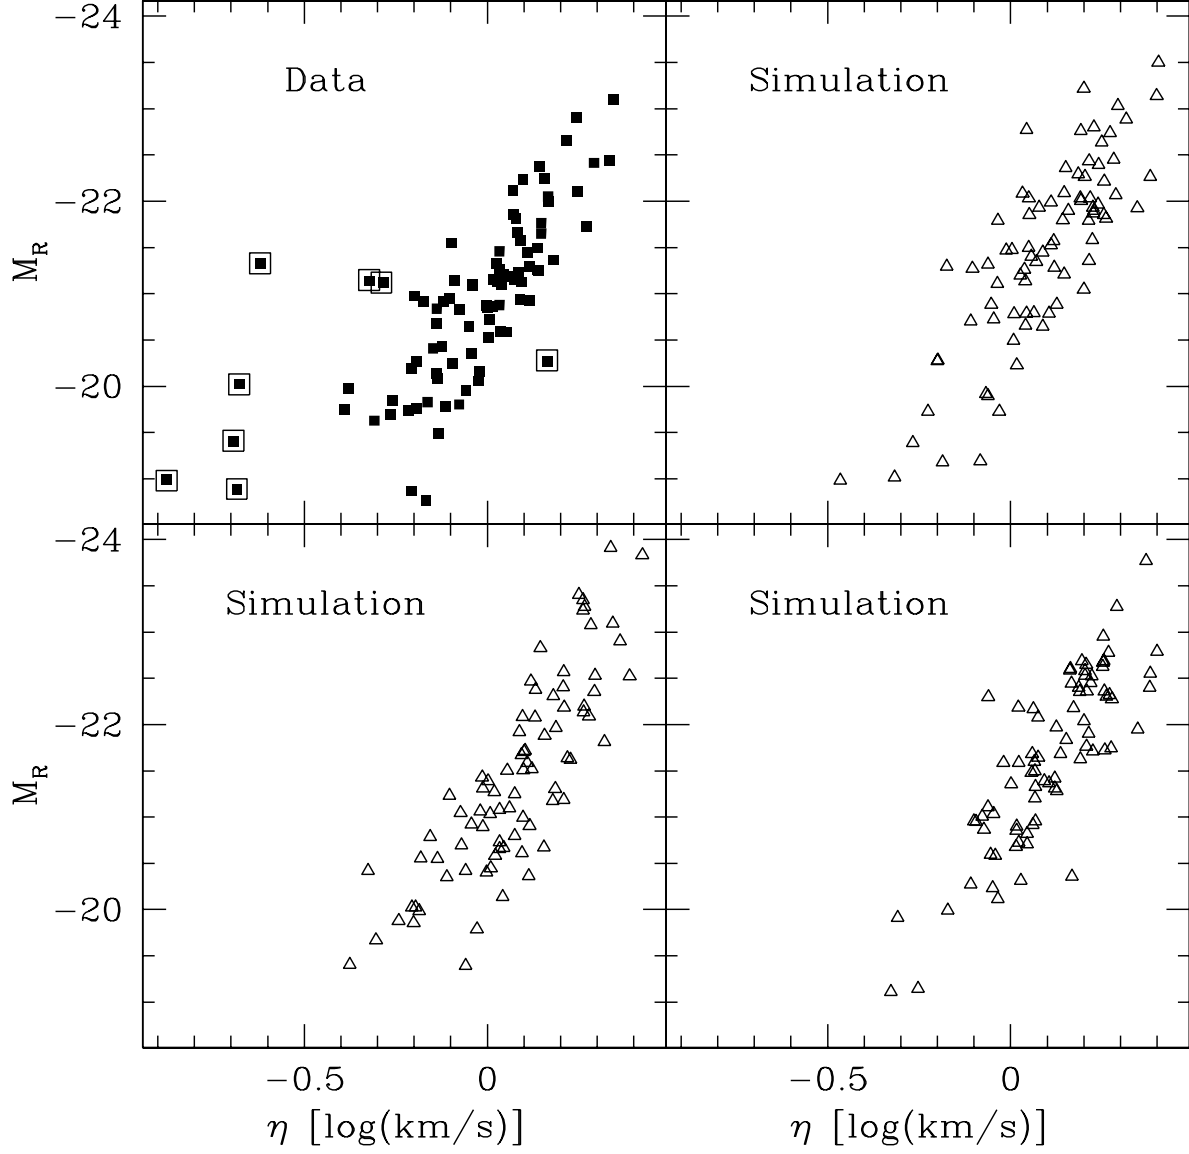 −24
Data
Simulation
−22
M_R
−20
−24
Simulation
Simulation
−22
M_R
−20
−0.5 0 −0.5 0
η [log(km/s)] η [log(km/s)]